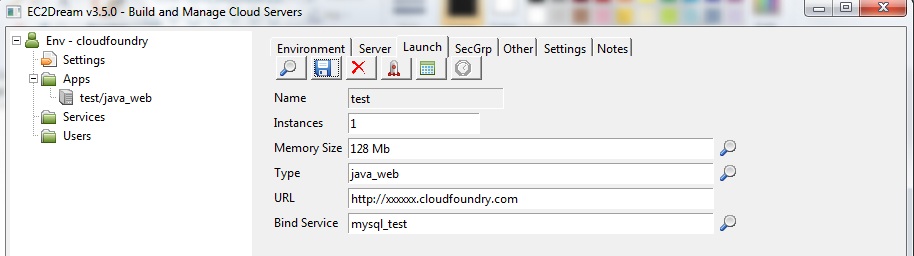 EC2Dream v3.5.0 - Build and Manage Cloud Servers
Env - cloudfoundry
Settings
Apps
test/java_web
Services
Users
Environment Server Launch SecGrp Other Settings Notes
Name test
Instances 1
Memory Size 128 Mb
Type java_web
URL http://xxxxxx.cloudfoundry.com
Bind Service mysql_test